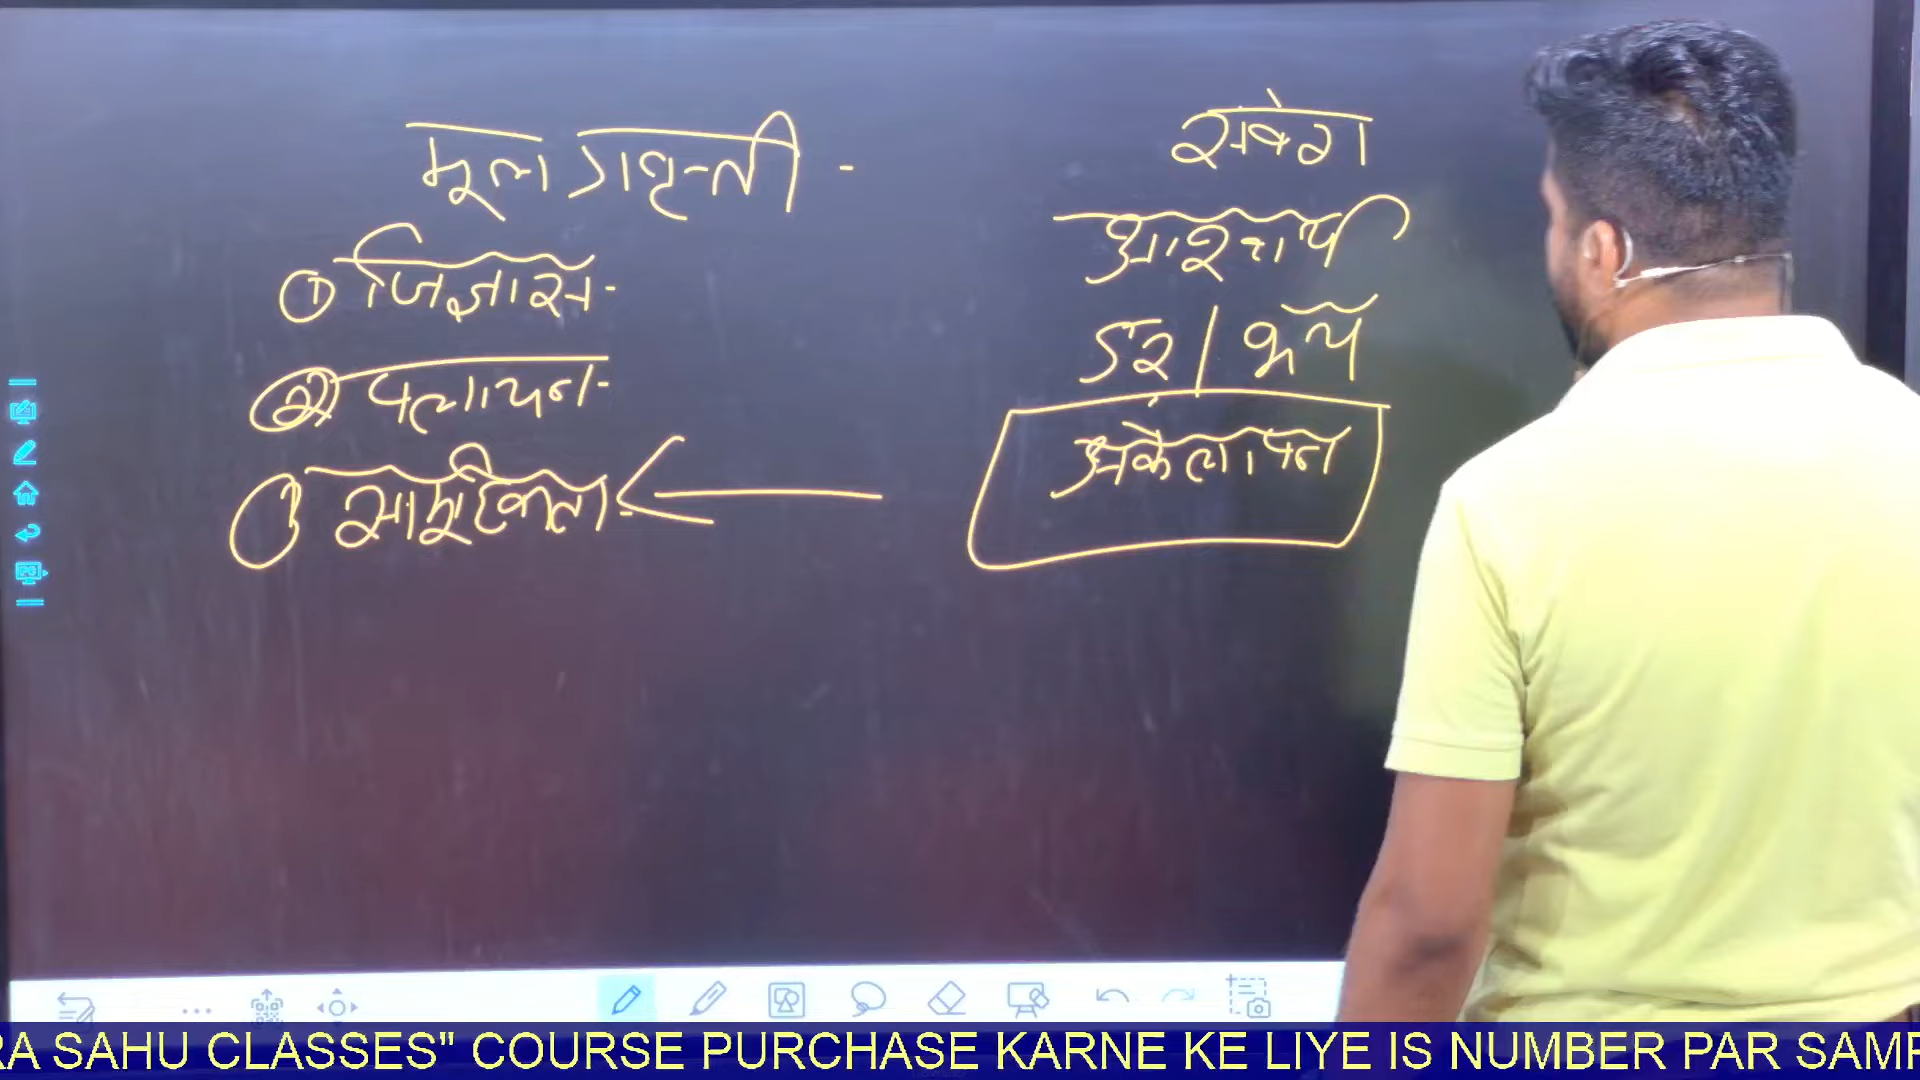 मूल प्रवृत्ती - संवेग
① जिज्ञासा - आश्चर्य
② पलायन - डर / भय
③ सामूहिकता - अकेलापन
RA SAHU CLASSES" COURSE PURCHASE KARNE KE LIYE IS NUMBER PAR SAMP